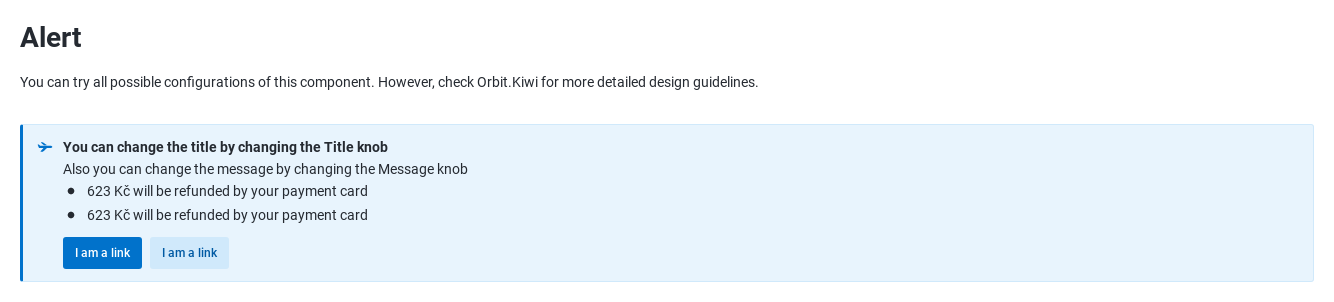 Alert
You can try all possible configurations of this component. However, check Orbit.Kiwi for more detailed design guidelines.
You can change the title by changing the Title knob
Also you can change the message by changing the Message knob
623 Kč will be refunded by your payment card
623 Kč will be refunded by your payment card
I am a link I am a link